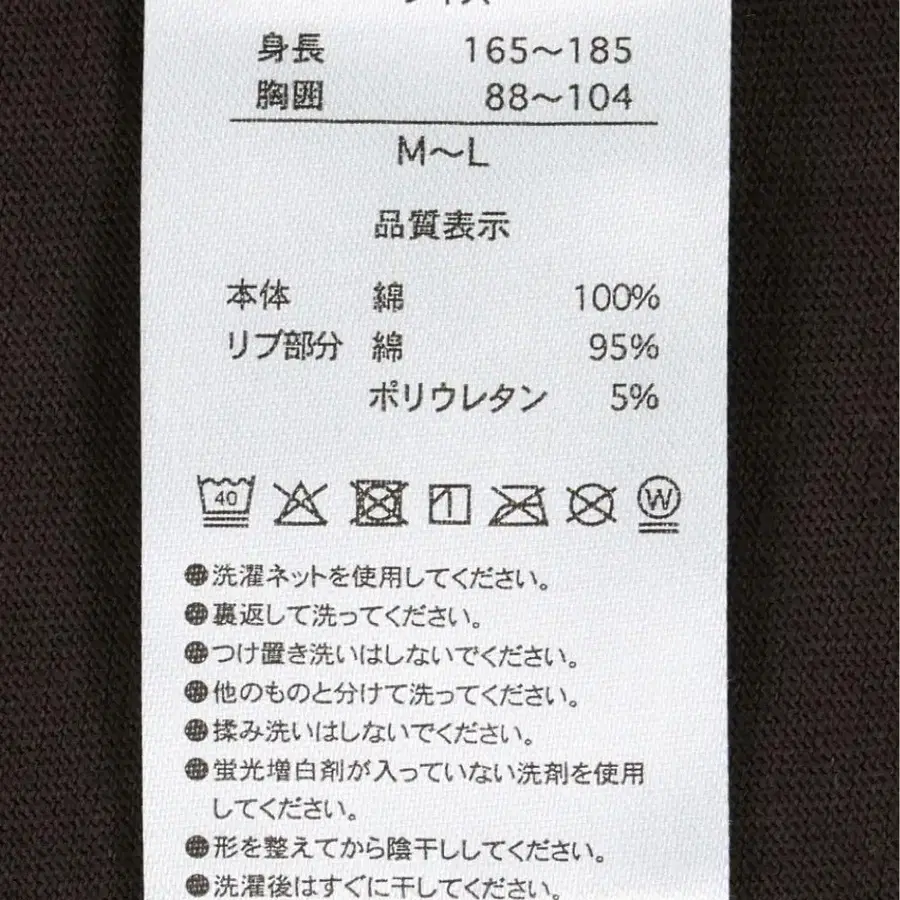 サイズ
身長 165～185
胸囲 88～104
M～L
品質表示
本体 綿 100%
リブ部分 綿 95%
ポリウレタン 5%
40
W
●洗濯ネットを使用してください。
●裏返して洗ってください。
●つけ置き洗いはしないでください。
●他のものと分けて洗ってください。
●揉み洗いはしないでください。
●蛍光増白剤が入っていない洗剤を使用
してください。
●形を整えてから陰干ししてください。
●洗濯後はすぐに干してください。